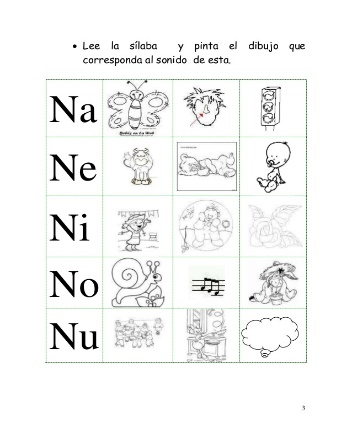 • Lee la sílaba y pinta el dibujo que
corresponda al sonido de esta.
Na
Ne
Ni
No
Nu
3